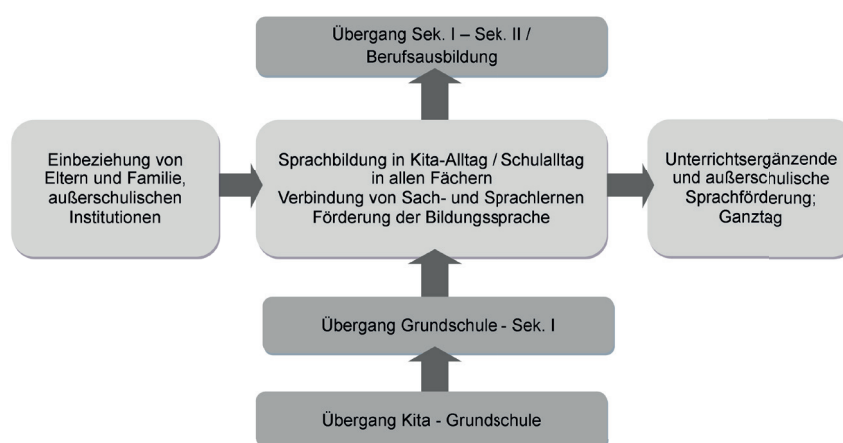 Übergang Sek. I – Sek. II /
Berufsausbildung
Einbeziehung von
Eltern und Familie,
außerschulischen
Institutionen
Sprachbildung in Kita-Alltag / Schulalltag
in allen Fächern
Verbindung von Sach- und Sprachlernen
Förderung der Bildungssprache
Unterrichtsergänzende
und außerschulische
Sprachförderung;
Ganztag
Übergang Grundschule - Sek. I
Übergang Kita - Grundschule